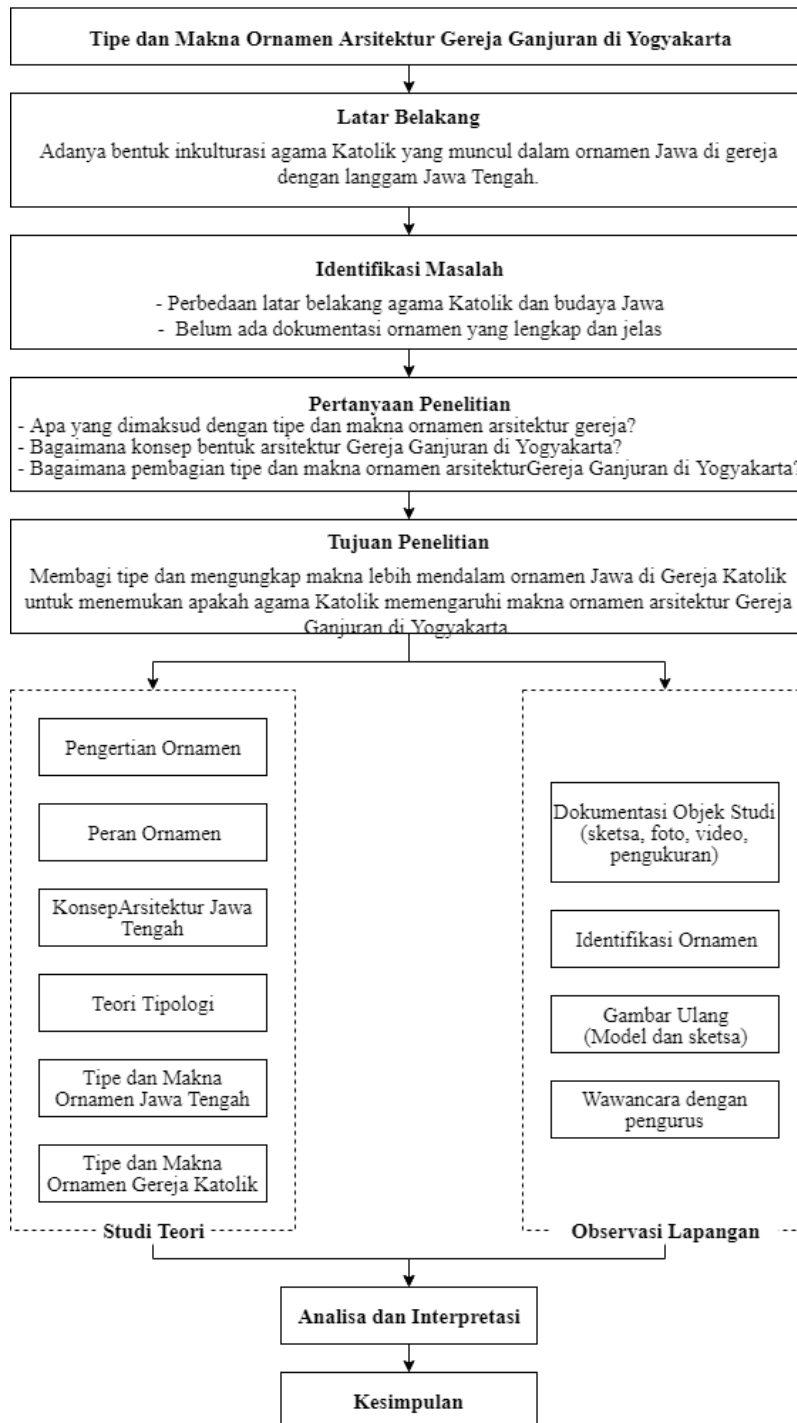 Tipe dan Makna Ornamen Arsitektur Gereja Ganjuran di Yogyakarta
Latar Belakang
Adanya bentuk inkulturasi agama Katolik yang muncul dalam ornamen Jawa di gereja
dengan langgam Jawa Tengah.
Identifikasi Masalah
- Perbedaan latar belakang agama Katolik dan budaya Jawa
- Belum ada dokumentasi ornamen yang lengkap dan jelas
Pertanyaan Penelitian
- Apa yang dimaksud dengan tipe dan makna ornamen arsitektur gereja?
- Bagaimana konsep bentuk arsitektur Gereja Ganjuran di Yogyakarta?
- Bagaimana pembagian tipe dan makna ornamen arsitekturGereja Ganjuran di Yogyakarta?
Tujuan Penelitian
Membagi tipe dan mengungkap makna lebih mendalam ornamen Jawa di Gereja Katolik
untuk menemukan apakah agama Katolik memengaruhi makna ornamen arsitektur Gereja
Ganjuran di Yogyakarta
Pengertian Ornamen
Peran Ornamen
KonsepArsitektur Jawa
Tengah
Teori Tipologi
Tipe dan Makna
Ornamen Jawa Tengah
Tipe dan Makna
Ornamen Gereja Katolik
Studi Teori
Dokumentasi Objek Studi
(sketsa, foto, video,
pengukuran)
Identifikasi Ornamen
Gambar Ulang
(Model dan sketsa)
Wawancara dengan
pengurus
Observasi Lapangan
Analisa dan Interpretasi
Kesimpulan